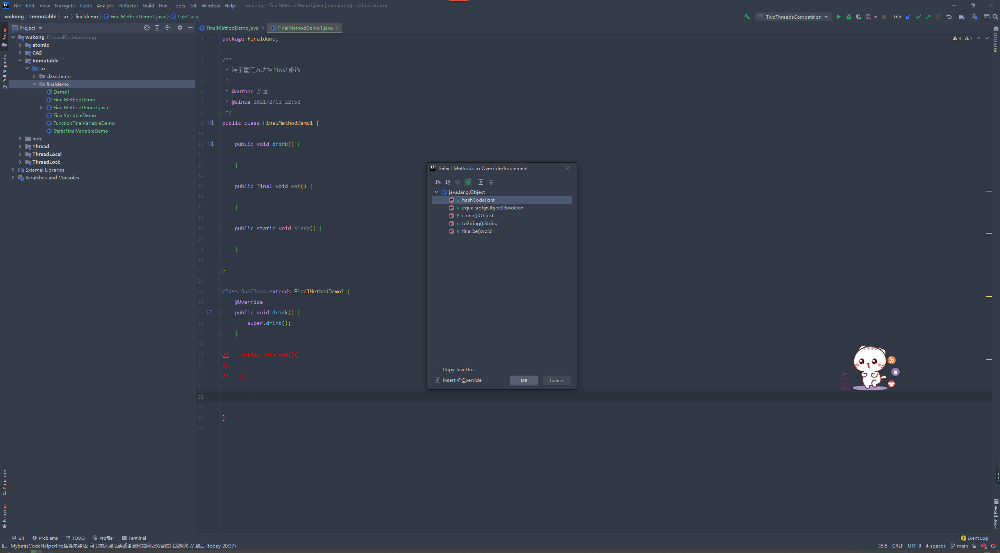 File Edit View Navigate Code Analyze Refactor Build Run Tools Git Window Help wukong - FinalMethodDemo1.java [Immutable] - Administrator
wukong Immutable src finaldemo FinalMethodDemo1.java SubClass TwoThreadsCompetition Git:
Project
FinalMethodDemo.java FinalMethodDemo1.java
wukong F:\LocalCode\wukong
atomic
CAS
Immutable
src
classdemo
finaldemo
Demo1
FinalMethodDemo
FinalMethodDemo1.java
FinalVariableDemo
FunctionFinalVariableDemo
StaticFinalVariableDemo
note
Thread
ThreadLocal
ThreadLock
External Libraries
Scratches and Consoles
Project
Pull Requests
Structure
Favorites
3 1
1 package finaldemo;
2
3 /**
4 * 演示重写方法被final修饰
5 *
6 * @author 多宝
7 * @since 2021/2/12 22:52
8 */
9 public class FinalMethodDemo1 {
10
11 public void drink() {
12
13 }
14
15 public final void eat() {
16
17 }
18
19 public static void sleep() {
20
21 }
22
23 }
24
25 class SubClass extends FinalMethodDemo1 {
26 @Override
27 public void drink() {
28 super.drink();
29 }
30
31 // public void eat(){
32 //
33 // }
34
35
36
37 }
38
Select Methods to Override/Implement
java.lang.Object
hashCode():int
equals(obj:Object):boolean
clone():Object
toString():String
finalize():void
Copy JavaDoc
Insert @Override
OK Cancel
英
Database
Word Book
Git Problems TODO Profiler Terminal
1 Event Log
MybatisCodeHelperPro插件未激活: 可以输入激活码或者到网站网址免费试用或购买 // 激活 (today 20:37)
35:5 CRLF UTF-8 4 spaces main